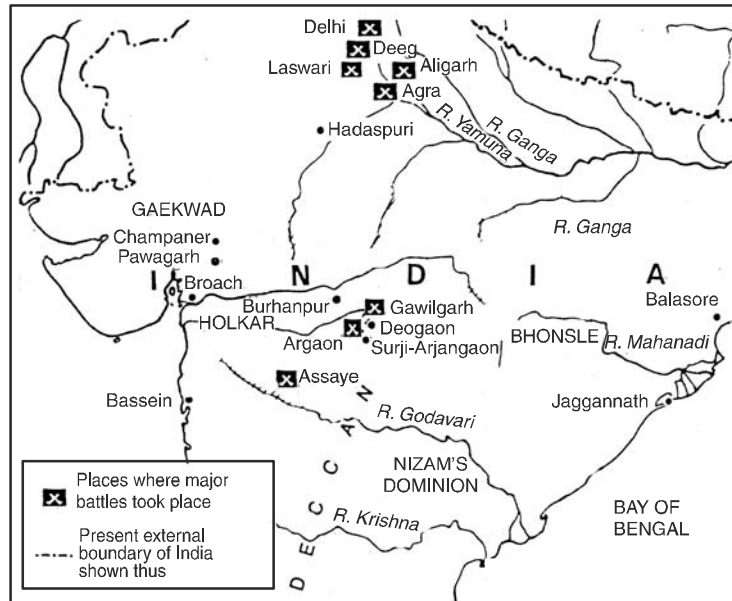 Delhi
Deeg
Laswari
Aligarh
Agra
R. Yamuna
R. Ganga
Hadaspuri
R. Ganga
GAEKWAD
Champaner
Pawagarh
I N D I A
Broach
Burhanpur
Gawilgarh
Balasore
HOLKAR
Deogaon
BHONSLE
R. Mahanadi
Argaon
Surji-Arjangaon
Assaye
Bassein
Jaggannath
R. Godavari
DECCAN
NIZAM'S
DOMINION
BAY OF
BENGAL
R. Krishna
Places where major
battles took place
Present external
boundary of India
shown thus